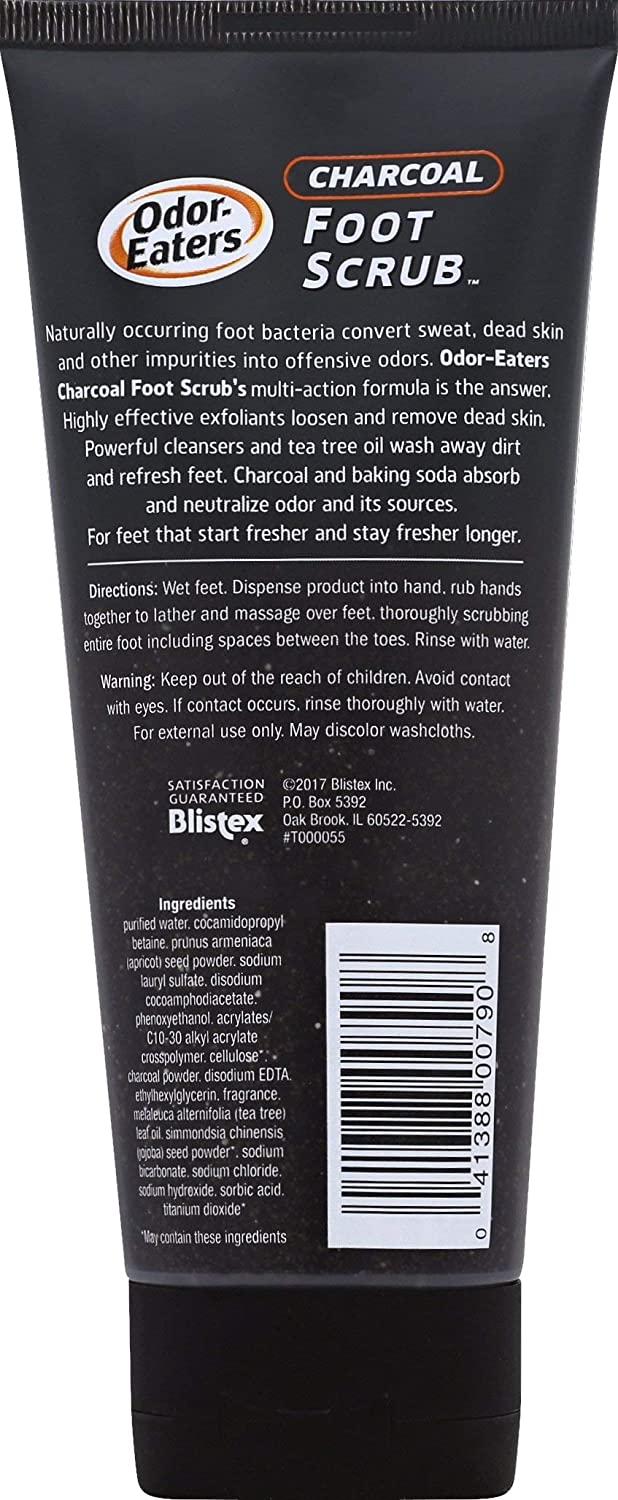 Odor-
Eaters
CHARCOAL
FOOT
SCRUB™
Naturally occurring foot bacteria convert sweat, dead skin
and other impurities into offensive odors. Odor-Eaters
Charcoal Foot Scrub's multi-action formula is the answer.
Highly effective exfoliants loosen and remove dead skin.
Powerful cleansers and tea tree oil wash away dirt
and refresh feet. Charcoal and baking soda absorb
and neutralize odor and its sources.
For feet that start fresher and stay fresher longer.
Directions: Wet feet. Dispense product into hand, rub hands
together to lather and massage over feet, thoroughly scrubbing
entire foot including spaces between the toes. Rinse with water.
Warning: Keep out of the reach of children. Avoid contact
with eyes. If contact occurs, rinse thoroughly with water.
For external use only. May discolor washcloths.
SATISFACTION
GUARANTEED
Blistex®
©2017 Blistex Inc.
P.O. Box 5392
Oak Brook, IL 60522-5392
#T000055
Ingredients
purified water, cocamidopropyl
betaine, prunus armeniaca
(apricot) seed powder, sodium
lauryl sulfate, disodium
cocoamphodiacetate,
phenoxyethanol, acrylates/
C10-30 alkyl acrylate
crosspolymer, cellulose*,
charcoal powder, disodium EDTA,
ethylhexylglycerin, fragrance,
melaleuca alternifolia (tea tree)
leaf oil, simmondsia chinensis
(jojoba) seed powder*, sodium
bicarbonate, sodium chloride,
sodium hydroxide, sorbic acid,
titanium dioxide*
*May contain these ingredients
0 41388 00790 8